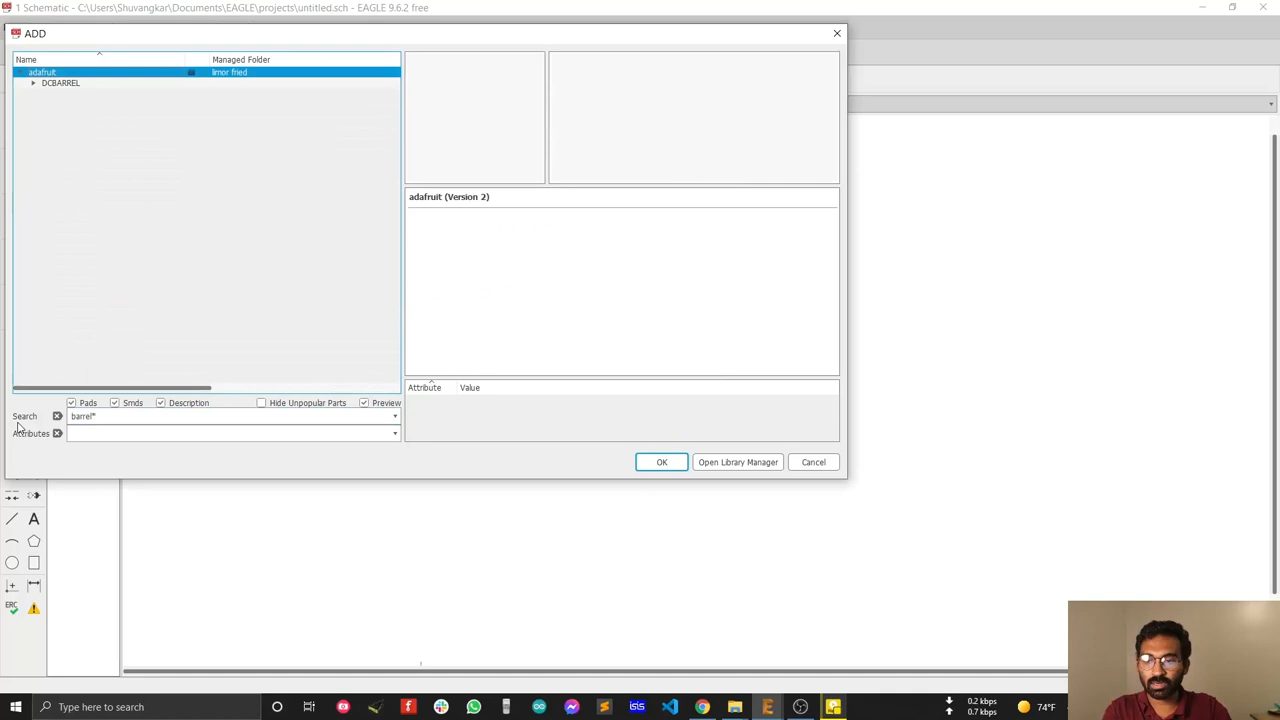 1 Schematic - C:\Users\Shuvangkar\Documents\EAGLE\projects\untitled.sch - EAGLE 9.6.2 free
ADD
Name Managed Folder
adafruit limor fried
DCBARREL
adafruit (Version 2)
Attribute Value
Pads Smds Description Hide Unpopular Parts Preview
Search barrel*
Attributes
OK Open Library Manager Cancel
A
ERC
Type here to search
isis
0.2 kbps
0.7 kbps
74°F